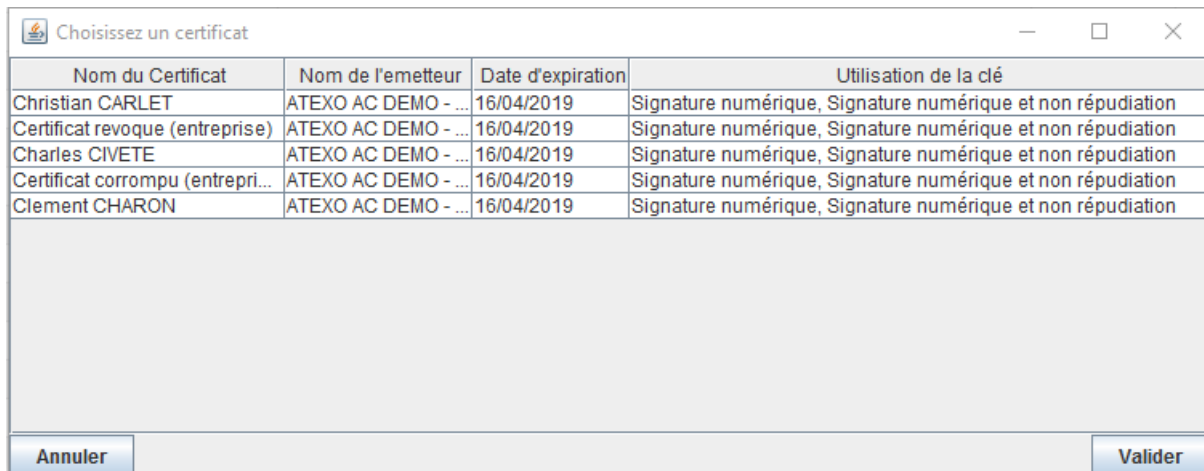 Choisissez un certificat
Nom du Certificat Nom de l'emetteur Date d'expiration Utilisation de la clé
Christian CARLET ATEXO AC DEMO - ... 16/04/2019 Signature numérique, Signature numérique et non répudiation
Certificat revoque (entreprise) ATEXO AC DEMO - ... 16/04/2019 Signature numérique, Signature numérique et non répudiation
Charles CIVETE ATEXO AC DEMO - ... 16/04/2019 Signature numérique, Signature numérique et non répudiation
Certificat corrompu (entrepri... ATEXO AC DEMO - ... 16/04/2019 Signature numérique, Signature numérique et non répudiation
Clement CHARON ATEXO AC DEMO - ... 16/04/2019 Signature numérique, Signature numérique et non répudiation
Annuler Valider